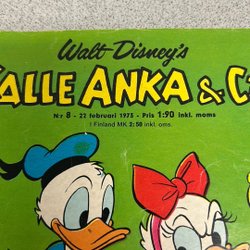 Walt Disney's
KALLE ANKA & C
Nr 8 - 22 februari 1975 - Pris 1:90 inkl. moms
I Finland MK 2:50 inkl. oms